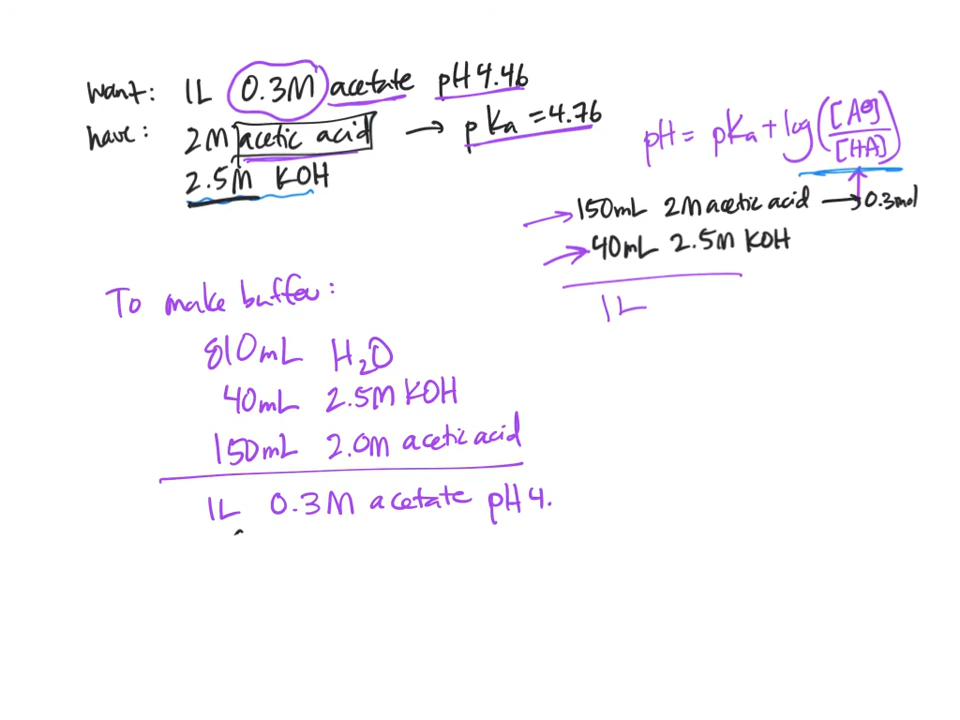 want: 1L 0.3M acetate pH 4.46
have: 2M acetic acid → pKa = 4.76
2.5M KOH
pH = pKa + log([A⊖]/[HA])
→ 150mL 2M acetic acid → 0.3mol
→ 40mL 2.5M KOH
1L
To make buffer:
810mL H₂O
40mL 2.5M KOH
150mL 2.0M acetic acid
1L 0.3M acetate pH 4.